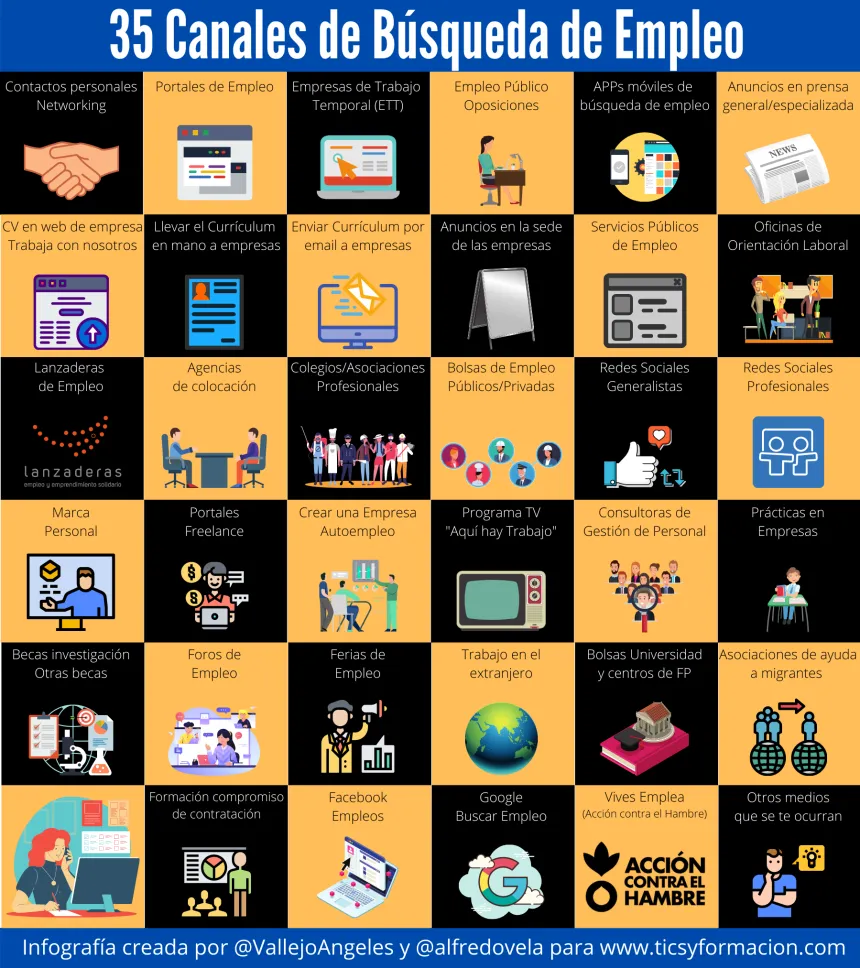 35 Canales de Búsqueda de Empleo
Contactos personales
Networking
Portales de Empleo
Empresas de Trabajo
Temporal (ETT)
Empleo Público
Oposiciones
APPs móviles de
búsqueda de empleo
Anuncios en prensa
general/especializada
NEWS
CV en web de empresa
Trabaja con nosotros
Llevar el Currículum
en mano a empresas
Enviar Currículum por
email a empresas
Anuncios en la sede
de las empresas
Servicios Públicos
de Empleo
Oficinas de
Orientación Laboral
Lanzaderas
de Empleo
lanzaderas
empleo y emprendimiento solidario
Agencias
de colocación
Colegios/Asociaciones
Profesionales
Bolsas de Empleo
Públicos/Privadas
Redes Sociales
Generalistas
Redes Sociales
Profesionales
Marca
Personal
Portales
Freelance
Crear una Empresa
Autoempleo
Programa TV
"Aquí hay Trabajo"
Consultoras de
Gestión de Personal
Prácticas en
Empresas
Becas investigación
Otras becas
Foros de
Empleo
Ferias de
Empleo
Trabajo en el
extranjero
Bolsas Universidad
y centros de FP
Asociaciones de ayuda
a migrantes
Formación compromiso
de contratación
Facebook
Empleos
Google
Buscar Empleo
G
Vives Emplea
(Acción contra el Hambre)
ACCIÓN
CONTRA EL
HAMBRE
Otros medios
que se te ocurran
Infografía creada por @VallejoAngeles y @alfredovela para www.ticsyformacion.com